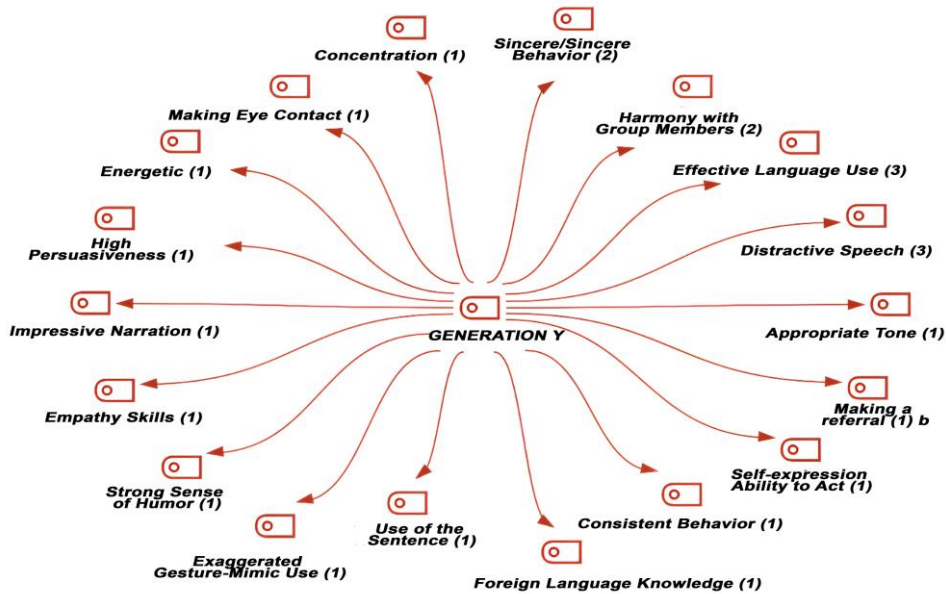 Concentration (1)
Sincere/Sincere
Behavior (2)
Making Eye Contact (1)
Harmony with
Group Members (2)
Energetic (1)
Effective Language Use (3)
High
Persuasiveness (1)
Distractive Speech (3)
Impressive Narration (1)
GENERATION Y
Appropriate Tone (1)
Empathy Skills (1)
Making a
referral (1) b
Strong Sense
of Humor (1)
Self-expression
Ability to Act (1)
Exaggerated
Gesture-Mimic Use (1)
Use of the
Sentence (1)
Consistent Behavior (1)
Foreign Language Knowledge (1)